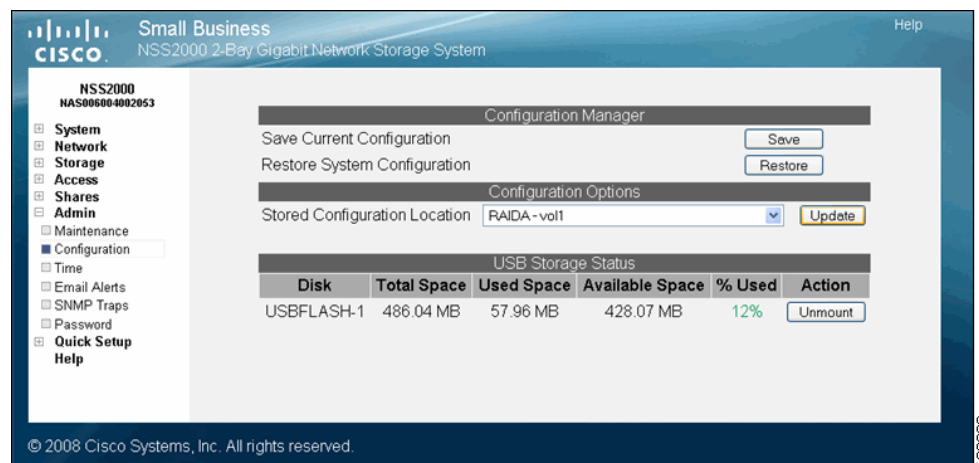 Small Business
CISCO
NSS2000 2-Bay Gigabit Network Storage System
Help
NSS2000
NAS006004002053
System
Network
Storage
Access
Shares
Admin
Maintenance
Configuration
Time
Email Alerts
SNMP Traps
Password
Quick Setup
Help
Configuration Manager
Save Current Configuration Save
Restore System Configuration Restore
Configuration Options
Stored Configuration Location RAIDA - vol1 Update
USB Storage Status
Disk Total Space Used Space Available Space % Used Action
USBFLASH-1 486.04 MB 57.96 MB 428.07 MB 12% Unmount
© 2008 Cisco Systems, Inc. All rights reserved.